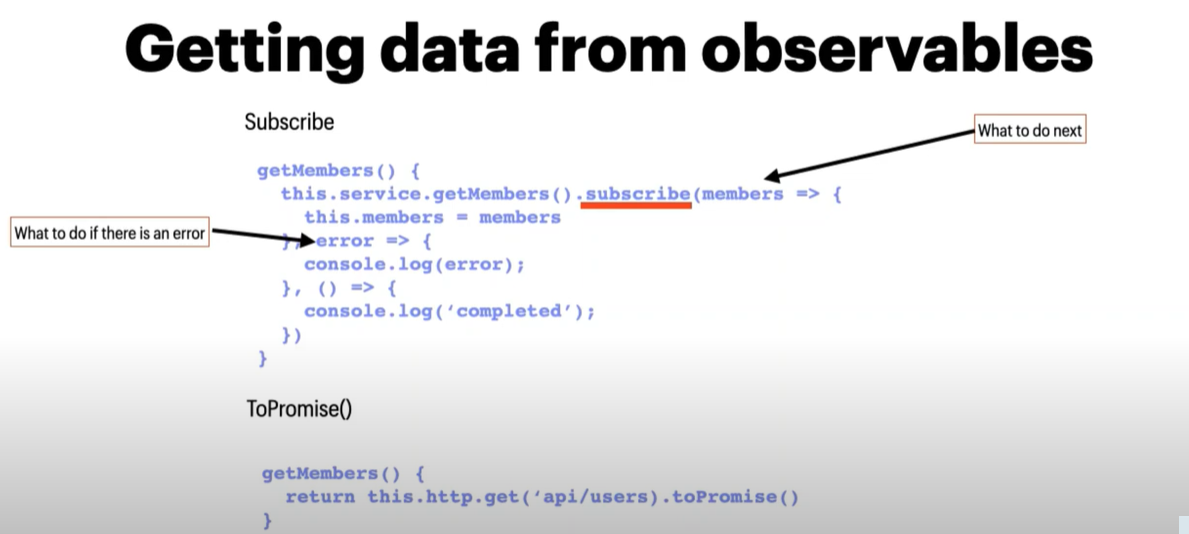 Getting data from observables
Subscribe
What to do next
getMembers() {
this.service.getMembers().subscribe(members => {
this.members = members
What to do if there is an error
}, error => {
console.log(error);
}, () => {
console.log(‘completed’);
})
}
ToPromise()
getMembers() {
return this.http.get(‘api/users).toPromise()
}